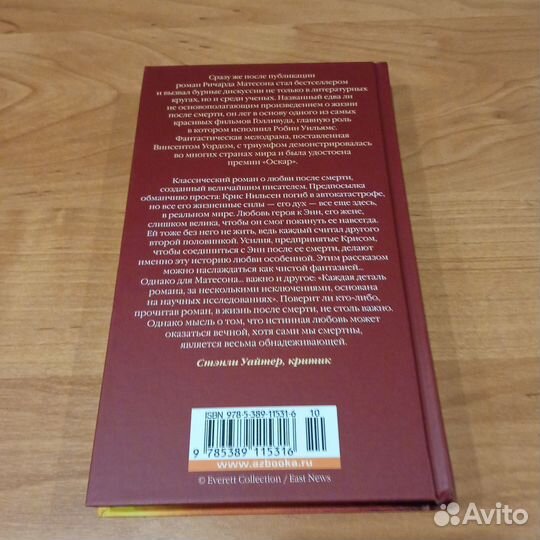 Сразу же после публикации
роман Ричарда Матесона стал бестселлером
и вызвал бурные дискуссии не только в литературных
кругах, но и среди ученых. Названный едва ли
не основополагающим произведением о жизни
после смерти, он лег в основу одного из самых
красивых фильмов Голливуда, главную роль
в котором исполнил Робин Уильямс.
Фантастическая мелодрама, поставленная
Винсентом Уордом, с триумфом демонстрировалась
во многих странах мира и была удостоена
премии «Оскар».
Классический роман о любви после смерти,
созданный величайшим писателем. Предпосылка
обманчиво проста: Крис Нильсен погиб в автокатастрофе,
но все его жизненные силы — его дух — все еще здесь,
в реальном мире. Любовь героя к Энн, его жене,
слишком велика, чтобы он смог покинуть ее навсегда.
Ей тоже без него не жить, ведь каждый считал другого
второй половинкой. Усилия, предпринятые Крисом,
чтобы соединиться с Энн после ее смерти, делают
именно эту историю любви особенной. Этим рассказом
можно наслаждаться как чистой фантазией...
Однако для Матесона... важно и другое: «Каждая деталь
романа, за несколькими исключениями, основана
на научных исследованиях». Поверит ли кто-либо,
прочитав роман, в жизнь после смерти, не столь важно.
Однако мысль о том, что истинная любовь может
оказаться вечной, хотя сами мы смертны,
является весьма обнадеживающей.
Стэнли Уайтер, критик
ISBN 978-5-389-11531-6
10
9 785389 115316
www.azbooka.ru
© Everett Collection / East News
Avito